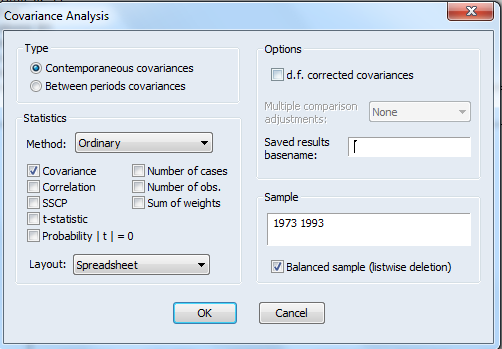 Covariance Analysis
Type
Contemporaneous covariances
Between periods covariances
Statistics
Method: Ordinary
Covariance
Number of cases
Correlation
Number of obs.
SSCP
Sum of weights
t-statistic
Probability | t | = 0
Layout: Spreadsheet
Options
d.f. corrected covariances
Multiple comparison
adjustments: None
Saved results
basename:
Sample
1973 1993
Balanced sample (listwise deletion)
OK
Cancel